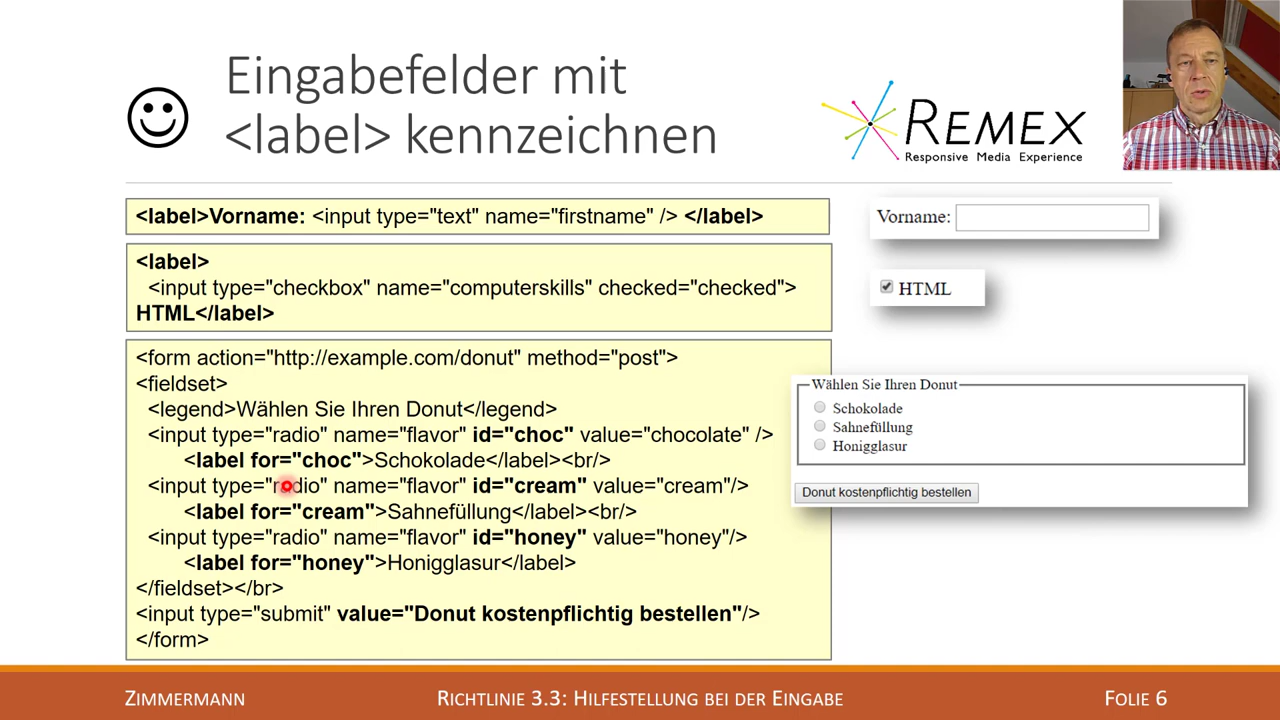 Eingabefelder mit
<label> kennzeichnen
REMEX
Responsive Media Experience
<label>Vorname: <input type="text" name="firstname" /> </label>
Vorname:
<label>
<input type="checkbox" name="computerskills" checked="checked">
HTML</label>
HTML
<form action="http://example.com/donut" method="post">
<fieldset>
<legend>Wählen Sie Ihren Donut</legend>
<input type="radio" name="flavor" id="choc" value="chocolate" />
<label for="choc">Schokolade</label><br/>
<input type="radio" name="flavor" id="cream" value="cream"/>
<label for="cream">Sahnefüllung</label><br/>
<input type="radio" name="flavor" id="honey" value="honey"/>
<label for="honey">Honigglasur</label>
</fieldset></br>
<input type="submit" value="Donut kostenpflichtig bestellen"/>
</form>
Wählen Sie Ihren Donut
Schokolade
Sahnefüllung
Honigglasur
Donut kostenpflichtig bestellen
ZIMMERMANN
RICHTLINIE 3.3: HILFESTELLUNG BEI DER EINGABE
FOLIE 6